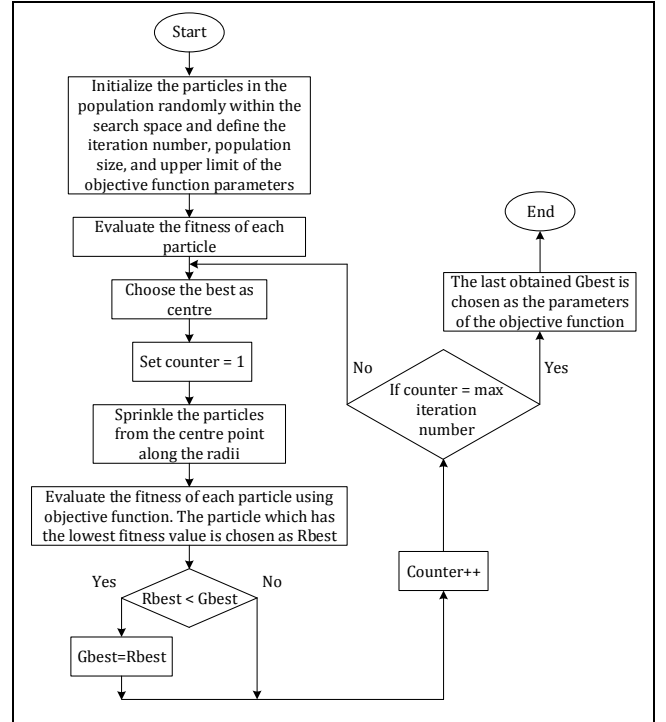 Start
Initialize the particles in the
population randomly within the
search space and define the
iteration number, population
size, and upper limit of the
objective function parameters
Evaluate the fitness of each
particle
Choose the best as
centre
Set counter = 1
Sprinkle the particles
from the centre point
along the radii
Evaluate the fitness of each particle using
objective function. The particle which has
the lowest fitness value is chosen as Rbest
Yes
No
Rbest < Gbest
Gbest=Rbest
Counter++
No
Yes
If counter = max
iteration
number
The last obtained Gbest is
chosen as the parameters
of the objective function
End